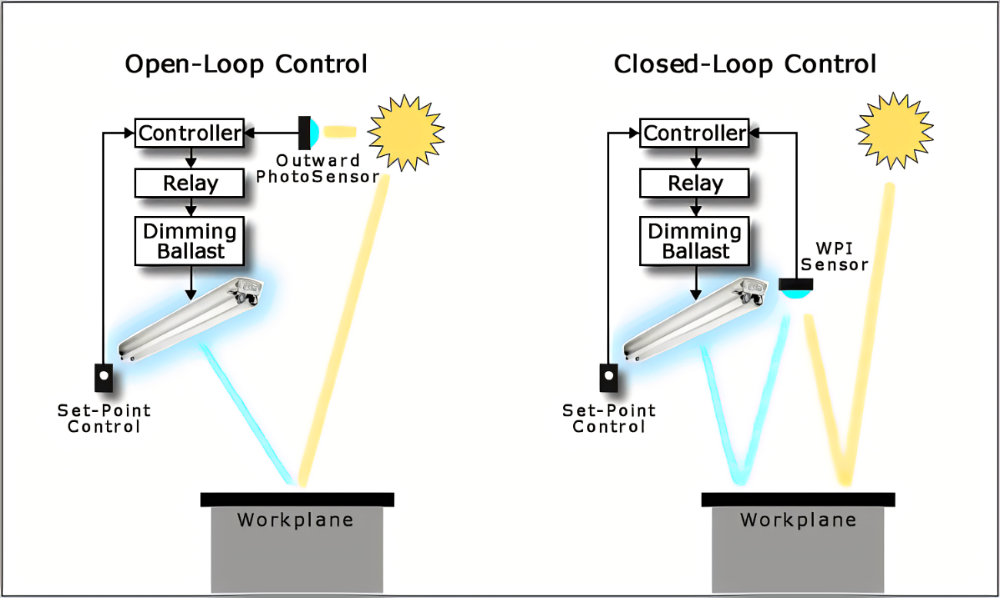 Open-Loop Control
Controller
Outward
PhotoSensor
Relay
Dimming
Ballast
Set-Point
Control
Workplane
Closed-Loop Control
Controller
Relay
Dimming
Ballast
WPI
Sensor
Set-Point
Control
Workplane